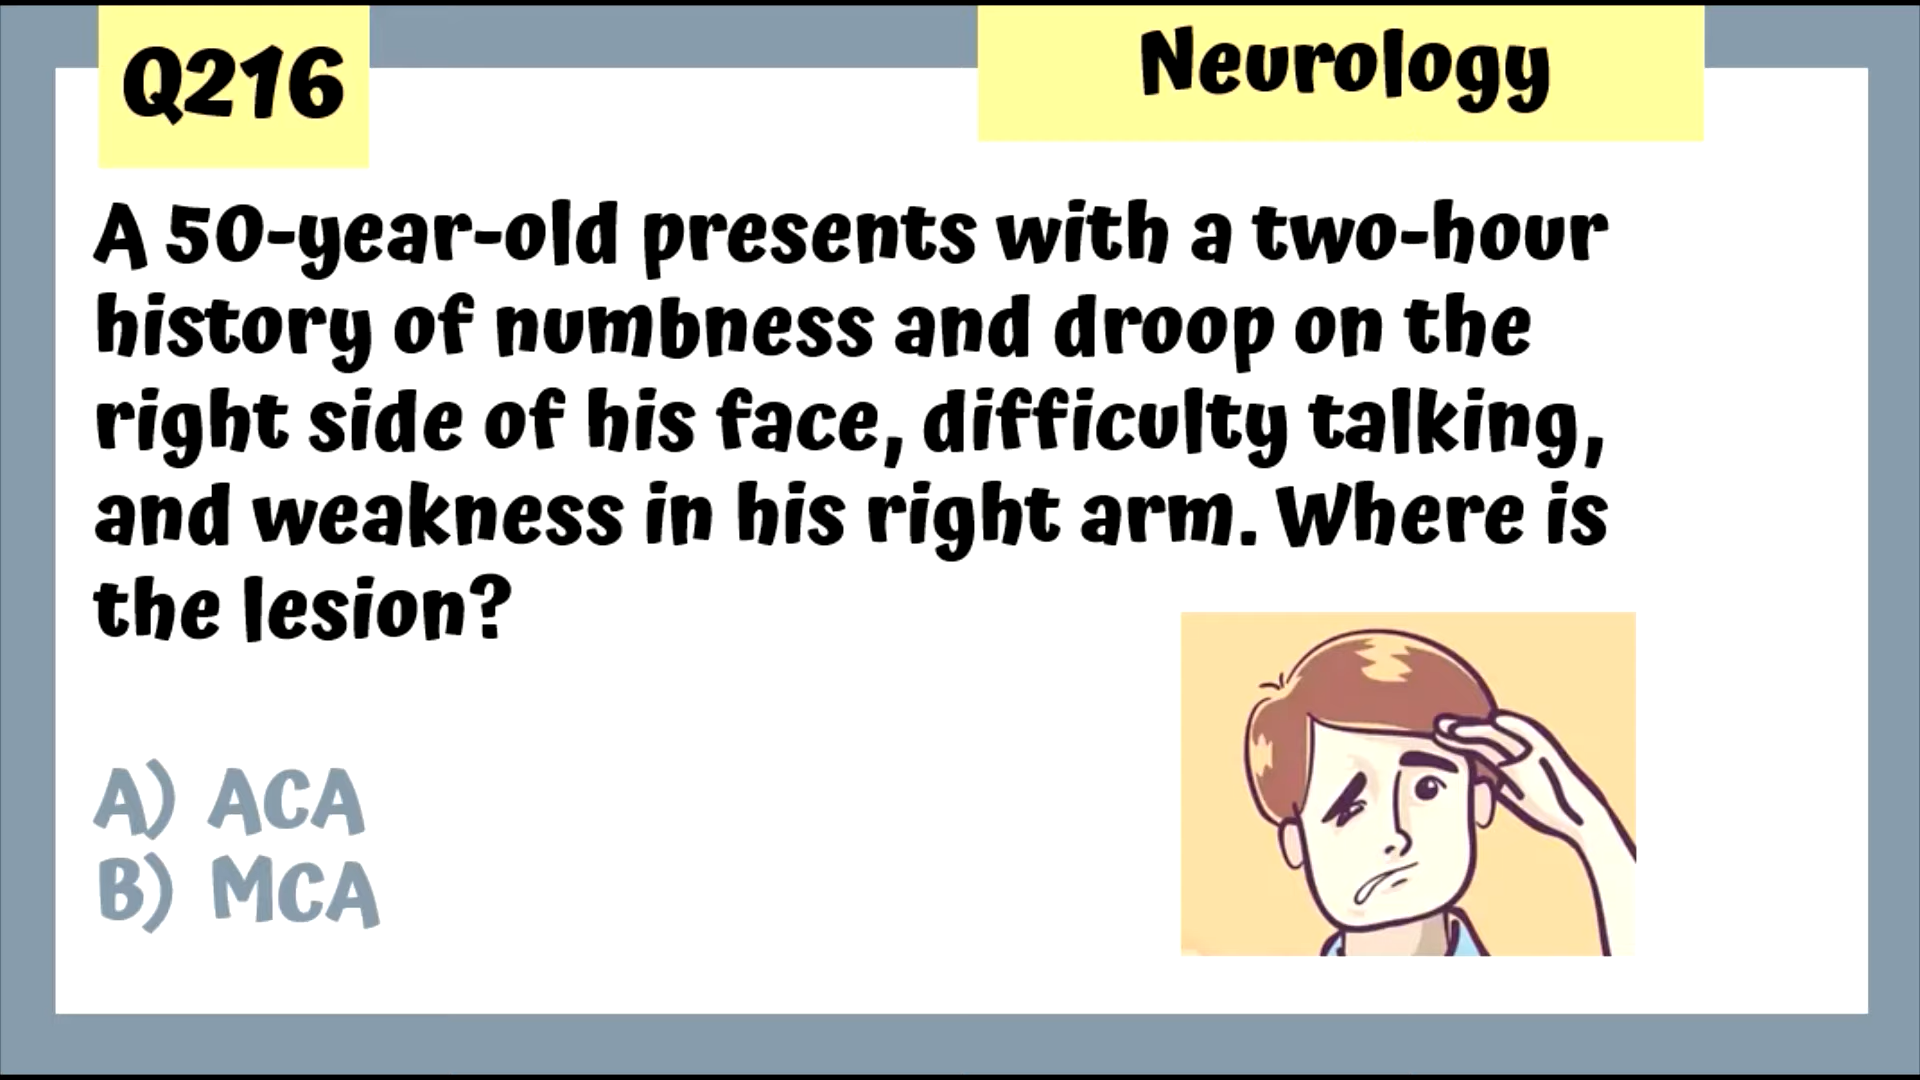 Q216
Neurology
A 50-year-old presents with a two-hour
history of numbness and droop on the
right side of his face, difficulty talking,
and weakness in his right arm. Where is
the lesion?
A) ACA
B) MCA